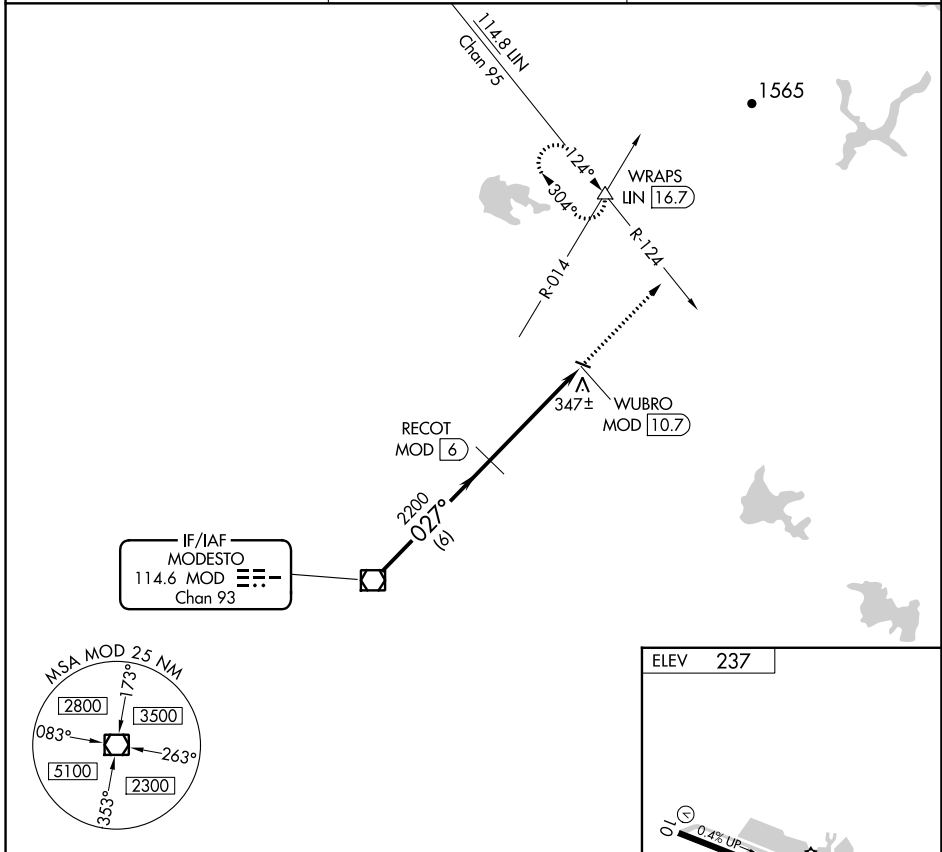 114.8 LIN
Chan 95
1565
124°
304°
WRAPS
LIN 16.7
R-124
R-014
347±
WUBRO
MOD 10.7
RECOT
MOD 6
2200
027°
(6)
IF/IAF
MODESTO
114.6 MOD
Chan 93
MSA MOD 25 NM
173°
2800
3500
083°
263°
5100
2300
353°
ELEV 237
10
V
0.4% UP